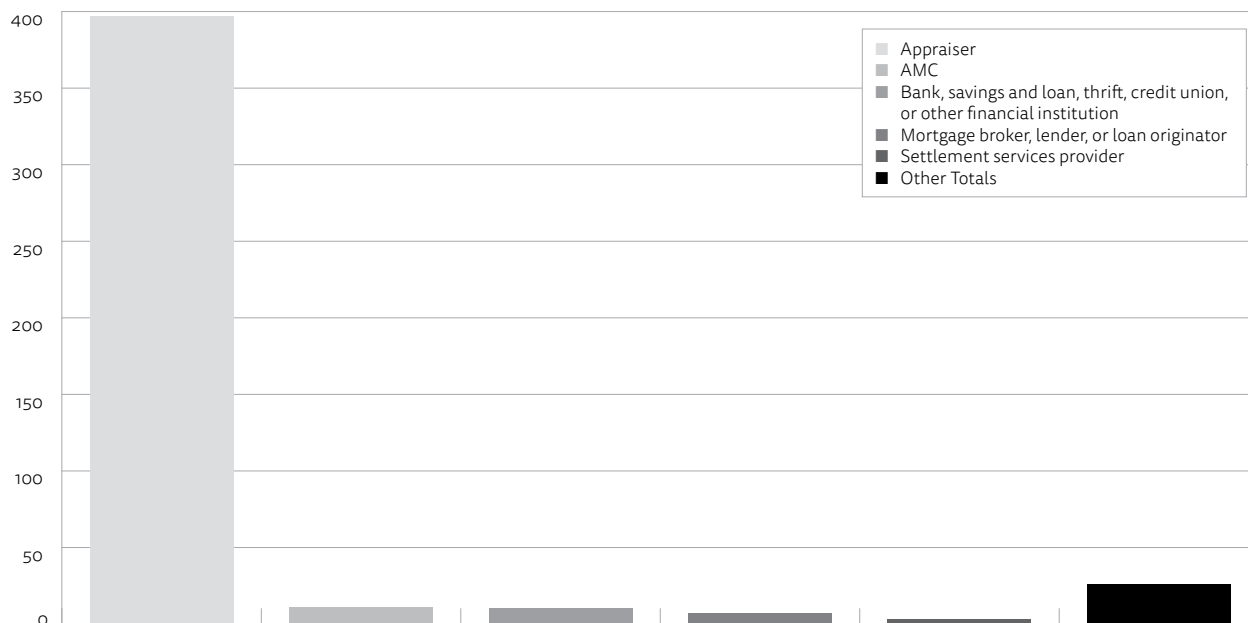 400
350
300
250
200
150
100
50
0
Appraiser
AMC
Bank, savings and loan, thrift, credit union,
or other financial institution
Mortgage broker, lender, or loan originator
Settlement services provider
Other Totals